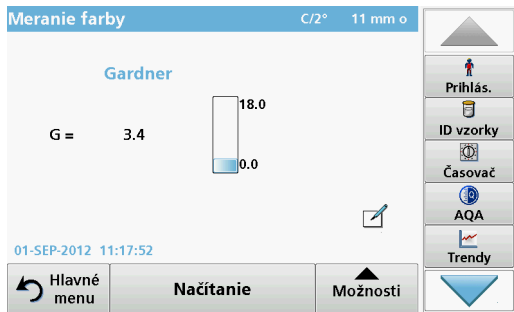 Meranie farby C/2° 11 mm o
Gardner
18.0
G = 3.4
0.0
01-SEP-2012 11:17:52
Hlavné
menu
Načítanie
Možnosti
Prihlás.
ID vzorky
Časovač
AQA
Trendy